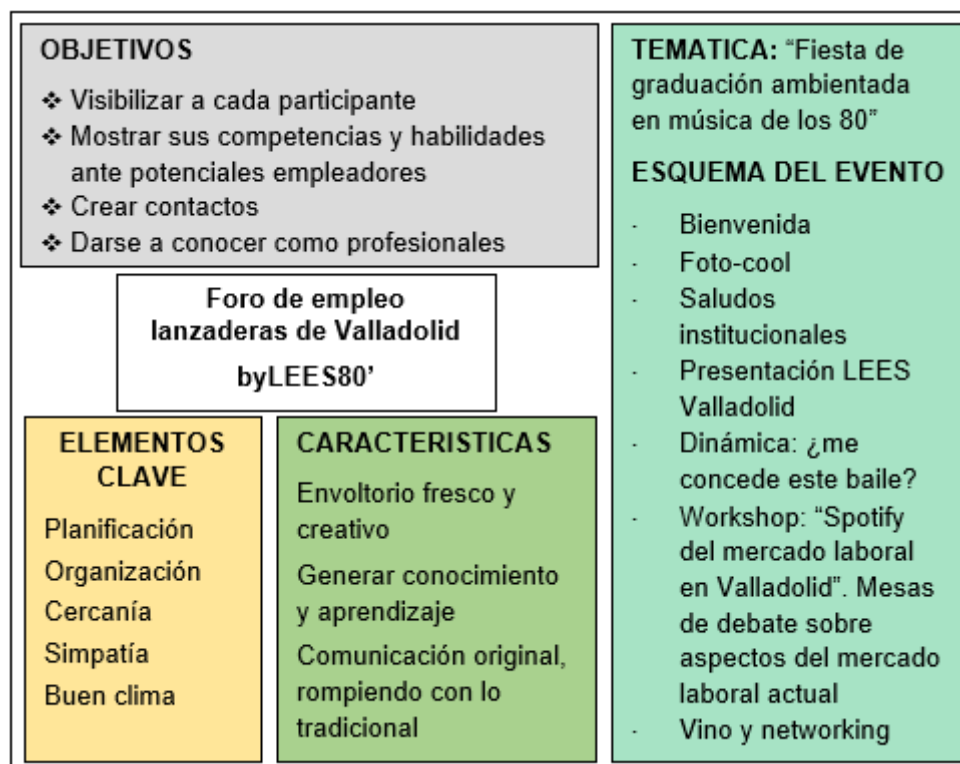 OBJETIVOS
❖ Visibilizar a cada participante
❖ Mostrar sus competencias y habilidades
ante potenciales empleadores
❖ Crear contactos
❖ Darse a conocer como profesionales
Foro de empleo
lanzaderas de Valladolid
byLEES80’
ELEMENTOS
CLAVE
Planificación
Organización
Cercanía
Simpatía
Buen clima
CARACTERISTICAS
Envoltorio fresco y
creativo
Generar conocimiento
y aprendizaje
Comunicación original,
rompiendo con lo
tradicional
TEMATICA: “Fiesta de
graduación ambientada
en música de los 80”
ESQUEMA DEL EVENTO
- Bienvenida
- Foto-cool
- Saludos
institucionales
- Presentación LEES
Valladolid
- Dinámica: ¿me
concede este baile?
- Workshop: “Spotify
del mercado laboral
en Valladolid”. Mesas
de debate sobre
aspectos del mercado
laboral actual
- Vino y networking